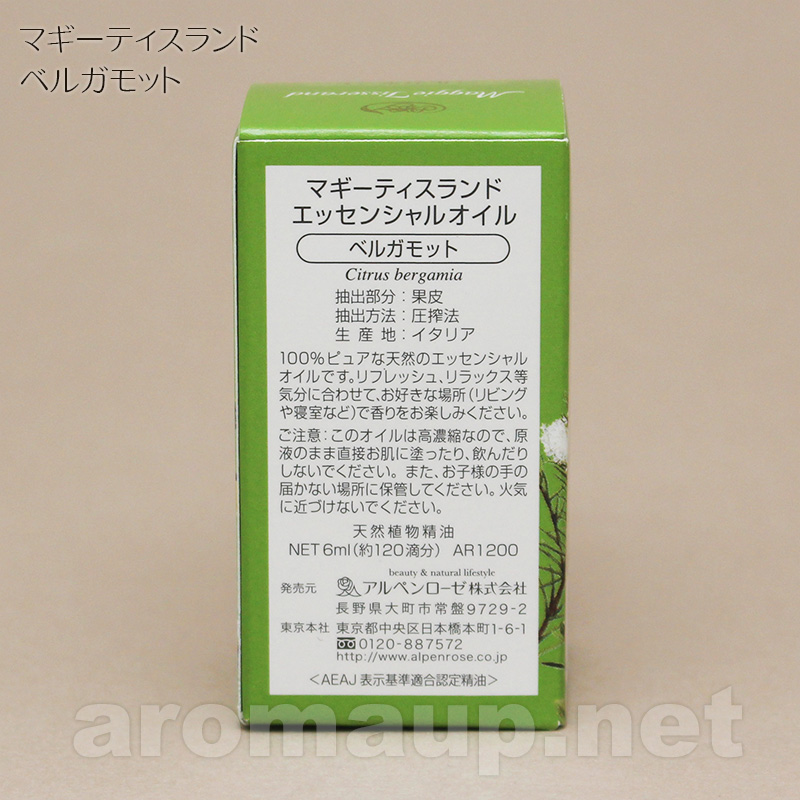 マギーティスランド
ベルガモット
Maggie Tisserand
マギーティスランド
エッセンシャルオイル
ベルガモット
Citrus bergamia
抽出部分：果皮
抽出方法：圧搾法
生産地：イタリア
100%ピュアな天然のエッセンシャル
オイルです。リフレッシュ、リラックス等
気分に合わせて、お好きな場所（リビング
や寝室など）で香りをお楽しみください。
ご注意：このオイルは高濃縮なので、原
液のまま直接お肌に塗ったり、飲んだり
しないでください。また、お子様の手の
届かない場所に保管してください。火気
に近づけないでください。
天然植物精油
NET 6ml（約120滴分） AR1200
beauty & natural lifestyle
発売元 アルペンローゼ株式会社
長野県大町市常盤9729-2
東京本社 東京都中央区日本橋本町1-6-1
0120-887572
http://www.alpenrose.co.jp
＜AEAJ表示基準適合認定精油＞
aromaup.net